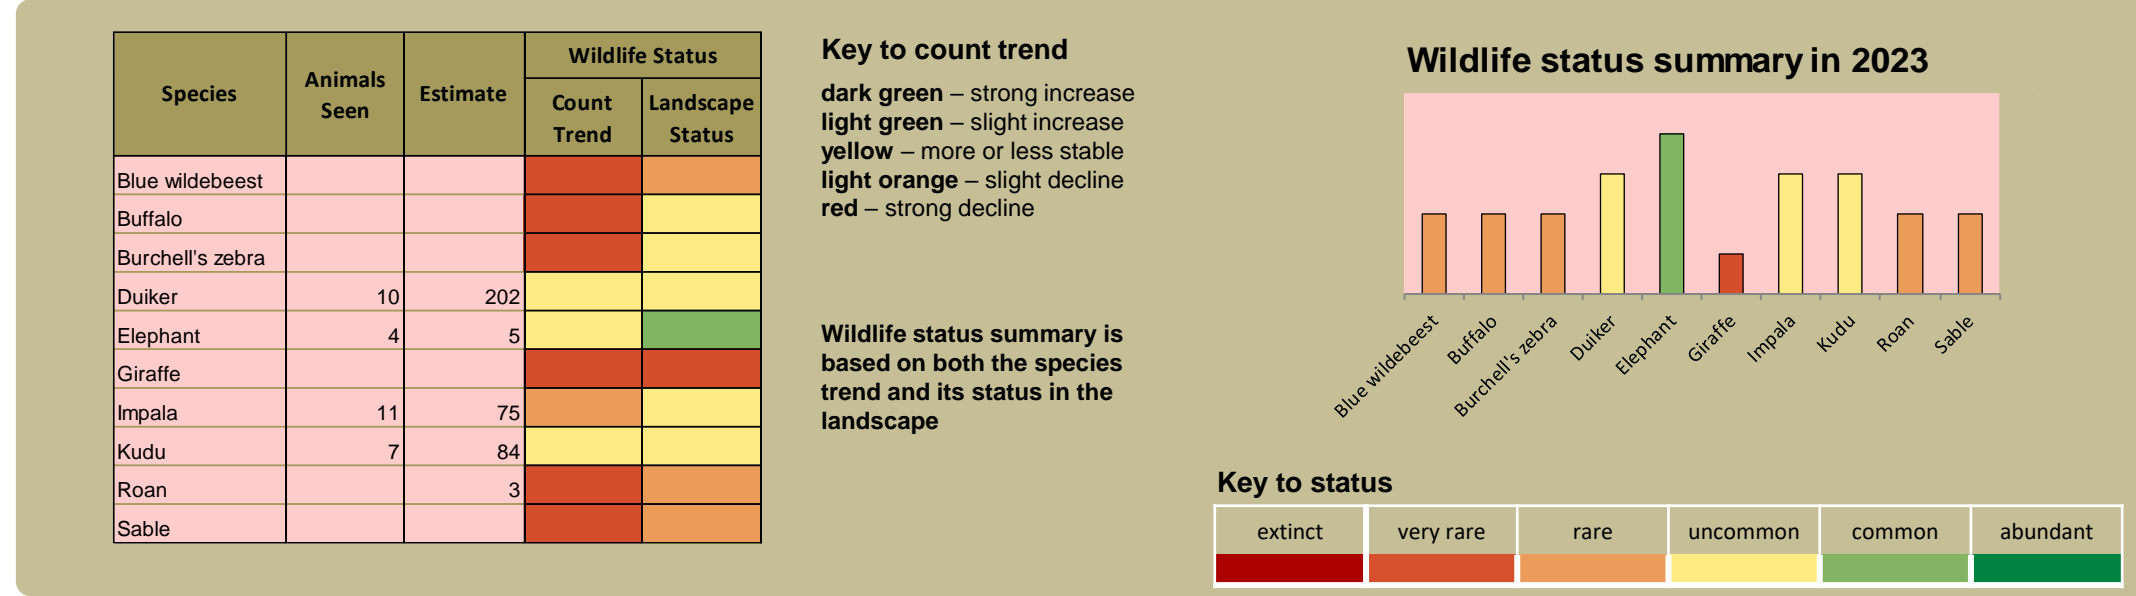 Species
Animals Seen
Estimate
Wildlife Status
Count Trend
Landscape Status
Blue wildebeest
Buffalo
Burchell's zebra
Duiker 10 202
Elephant 4 5
Giraffe
Impala 11 75
Kudu 7 84
Roan 3
Sable
Key to count trend
dark green – strong increase
light green – slight increase
yellow – more or less stable
light orange – slight decline
red – strong decline
Wildlife status summary is
based on both the species
trend and its status in the
landscape
Wildlife status summary in 2023
Blue wildebeest
Buffalo
Burchell's zebra
Duiker
Elephant
Giraffe
Impala
Kudu
Roan
Sable
Key to status
extinct very rare rare uncommon common abundant